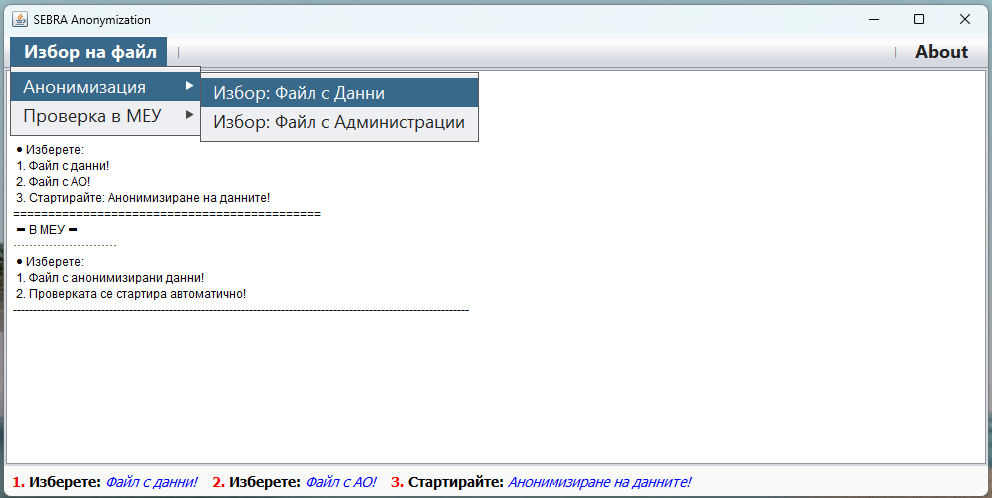 SEBRA Anonymization
Избор на файл
About
Анонимизация
Проверка в МЕУ
Избор: Файл с Данни
Избор: Файл с Администрации
● Изберете:
1. Файл с данни!
2. Файл с АО!
3. Стартирайте: Анонимизиране на данните!
============================================
━ В МЕУ ━
--------------------------
● Изберете:
1. Файл с анонимизирани данни!
2. Проверката се стартира автоматично!
------------------------------------------------------------------------------------------------------------------
1. Изберете: Файл с данни! 2. Изберете: Файл с АО! 3. Стартирайте: Анонимизиране на данните!